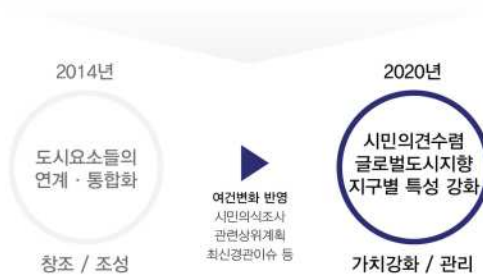 2014년
도시요소들의
연계 · 통합화
창조 / 조성
여건변화 반영
시민의식조사
관련상위계획
최신경관이슈 등
2020년
시민의견수렴
글로벌도시지향
지구별 특성 강화
가치강화 / 관리